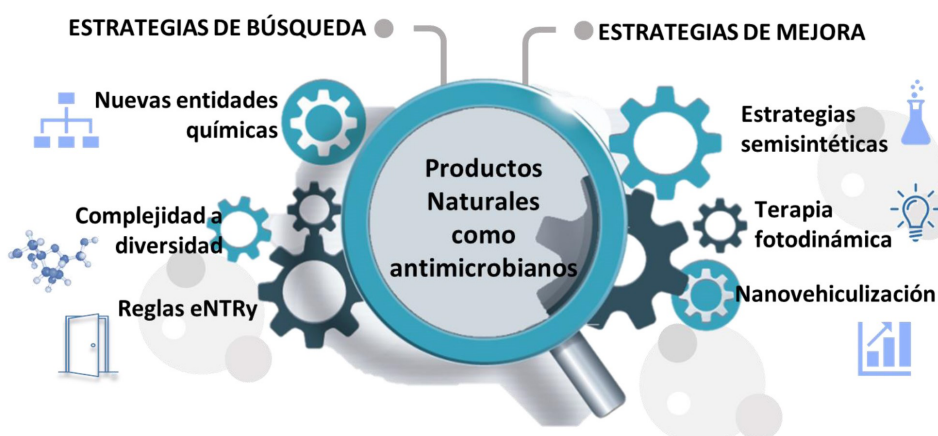 ESTRATEGIAS DE BÚSQUEDA
Nuevas entidades
químicas
Complejidad a
diversidad
Reglas eNTRy
Productos
Naturales
como
antimicrobianos
ESTRATEGIAS DE MEJORA
Estrategias
semisintéticas
Terapia
fotodinámica
Nanovehiculización